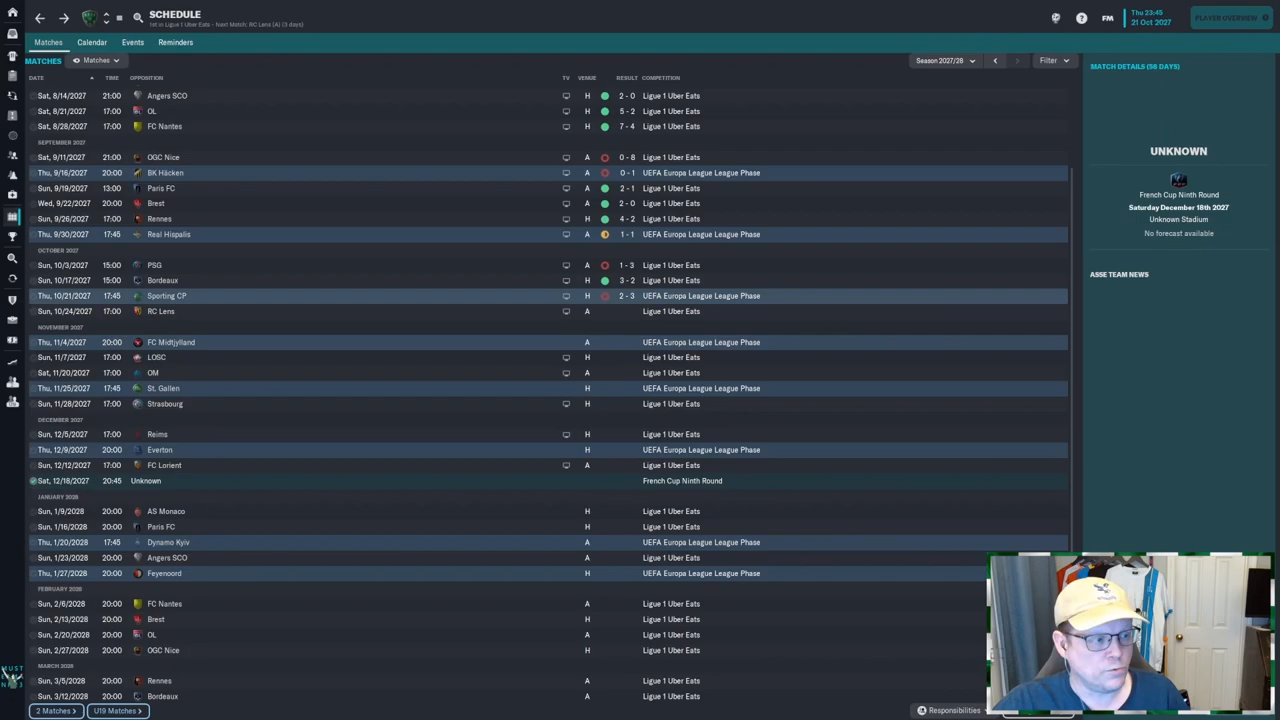 SCHEDULE
1st in Ligue 1 Uber Eats - Next Match: RC Lens (A) (3 days)
FM
Thu 23:45
21 Oct 2027
PLAYER OVERVIEW
Matches Calendar Events Reminders
MATCHES Matches Season 2027/28 Filter
DATE TIME OPPOSITION TV VENUE RESULT COMPETITION
Sat, 8/14/2027 21:00 Angers SCO H 2 - 0 Ligue 1 Uber Eats
Sat, 8/21/2027 17:00 OL H 5 - 2 Ligue 1 Uber Eats
Sat, 8/28/2027 17:00 FC Nantes H 7 - 4 Ligue 1 Uber Eats
SEPTEMBER 2027
Sat, 9/11/2027 21:00 OGC Nice A 0 - 8 Ligue 1 Uber Eats
Thu, 9/16/2027 20:00 BK Häcken A 0 - 1 UEFA Europa League League Phase
Sun, 9/19/2027 13:00 Paris FC A 2 - 1 Ligue 1 Uber Eats
Wed, 9/22/2027 20:00 Brest A 2 - 0 Ligue 1 Uber Eats
Sun, 9/26/2027 17:00 Rennes H 4 - 2 Ligue 1 Uber Eats
Thu, 9/30/2027 17:45 Real Hispalis A 1 - 1 UEFA Europa League League Phase
OCTOBER 2027
Sun, 10/3/2027 15:00 PSG A 1 - 3 Ligue 1 Uber Eats
Sun, 10/17/2027 15:00 Bordeaux H 3 - 2 Ligue 1 Uber Eats
Thu, 10/21/2027 17:45 Sporting CP H 2 - 3 UEFA Europa League League Phase
Sun, 10/24/2027 17:00 RC Lens A Ligue 1 Uber Eats
NOVEMBER 2027
Thu, 11/4/2027 20:00 FC Midtjylland A UEFA Europa League League Phase
Sun, 11/7/2027 17:00 LOSC H Ligue 1 Uber Eats
Sat, 11/20/2027 17:00 OM A Ligue 1 Uber Eats
Thu, 11/25/2027 17:45 St. Gallen H UEFA Europa League League Phase
Sun, 11/28/2027 17:00 Strasbourg H Ligue 1 Uber Eats
DECEMBER 2027
Sun, 12/5/2027 17:00 Reims H Ligue 1 Uber Eats
Thu, 12/9/2027 20:00 Everton H UEFA Europa League League Phase
Sun, 12/12/2027 17:00 FC Lorient A Ligue 1 Uber Eats
Sat, 12/18/2027 20:45 Unknown French Cup Ninth Round
JANUARY 2028
Sun, 1/9/2028 20:00 AS Monaco H Ligue 1 Uber Eats
Sun, 1/16/2028 20:00 Paris FC H Ligue 1 Uber Eats
Thu, 1/20/2028 17:45 Dynamo Kyiv A UEFA Europa League League Phase
Sun, 1/23/2028 20:00 Angers SCO A Ligue 1 Uber Eats
Thu, 1/27/2028 20:00 Feyenoord H UEFA Europa League League Phase
FEBRUARY 2028
Sun, 2/6/2028 20:00 FC Nantes A Ligue 1 Uber Eats
Sun, 2/13/2028 20:00 Brest H Ligue 1 Uber Eats
Sun, 2/20/2028 20:00 OL A Ligue 1 Uber Eats
Sun, 2/27/2028 20:00 OGC Nice H Ligue 1 Uber Eats
MARCH 2028
Sun, 3/5/2028 20:00 Rennes A Ligue 1 Uber Eats
Sun, 3/12/2028 20:00 Bordeaux A Ligue 1 Uber Eats
2 Matches > U19 Matches > Responsibilities
MATCH DETAILS (58 DAYS)
UNKNOWN
French Cup Ninth Round
Saturday December 18th 2027
Unknown Stadium
No forecast available
ASSE TEAM NEWS